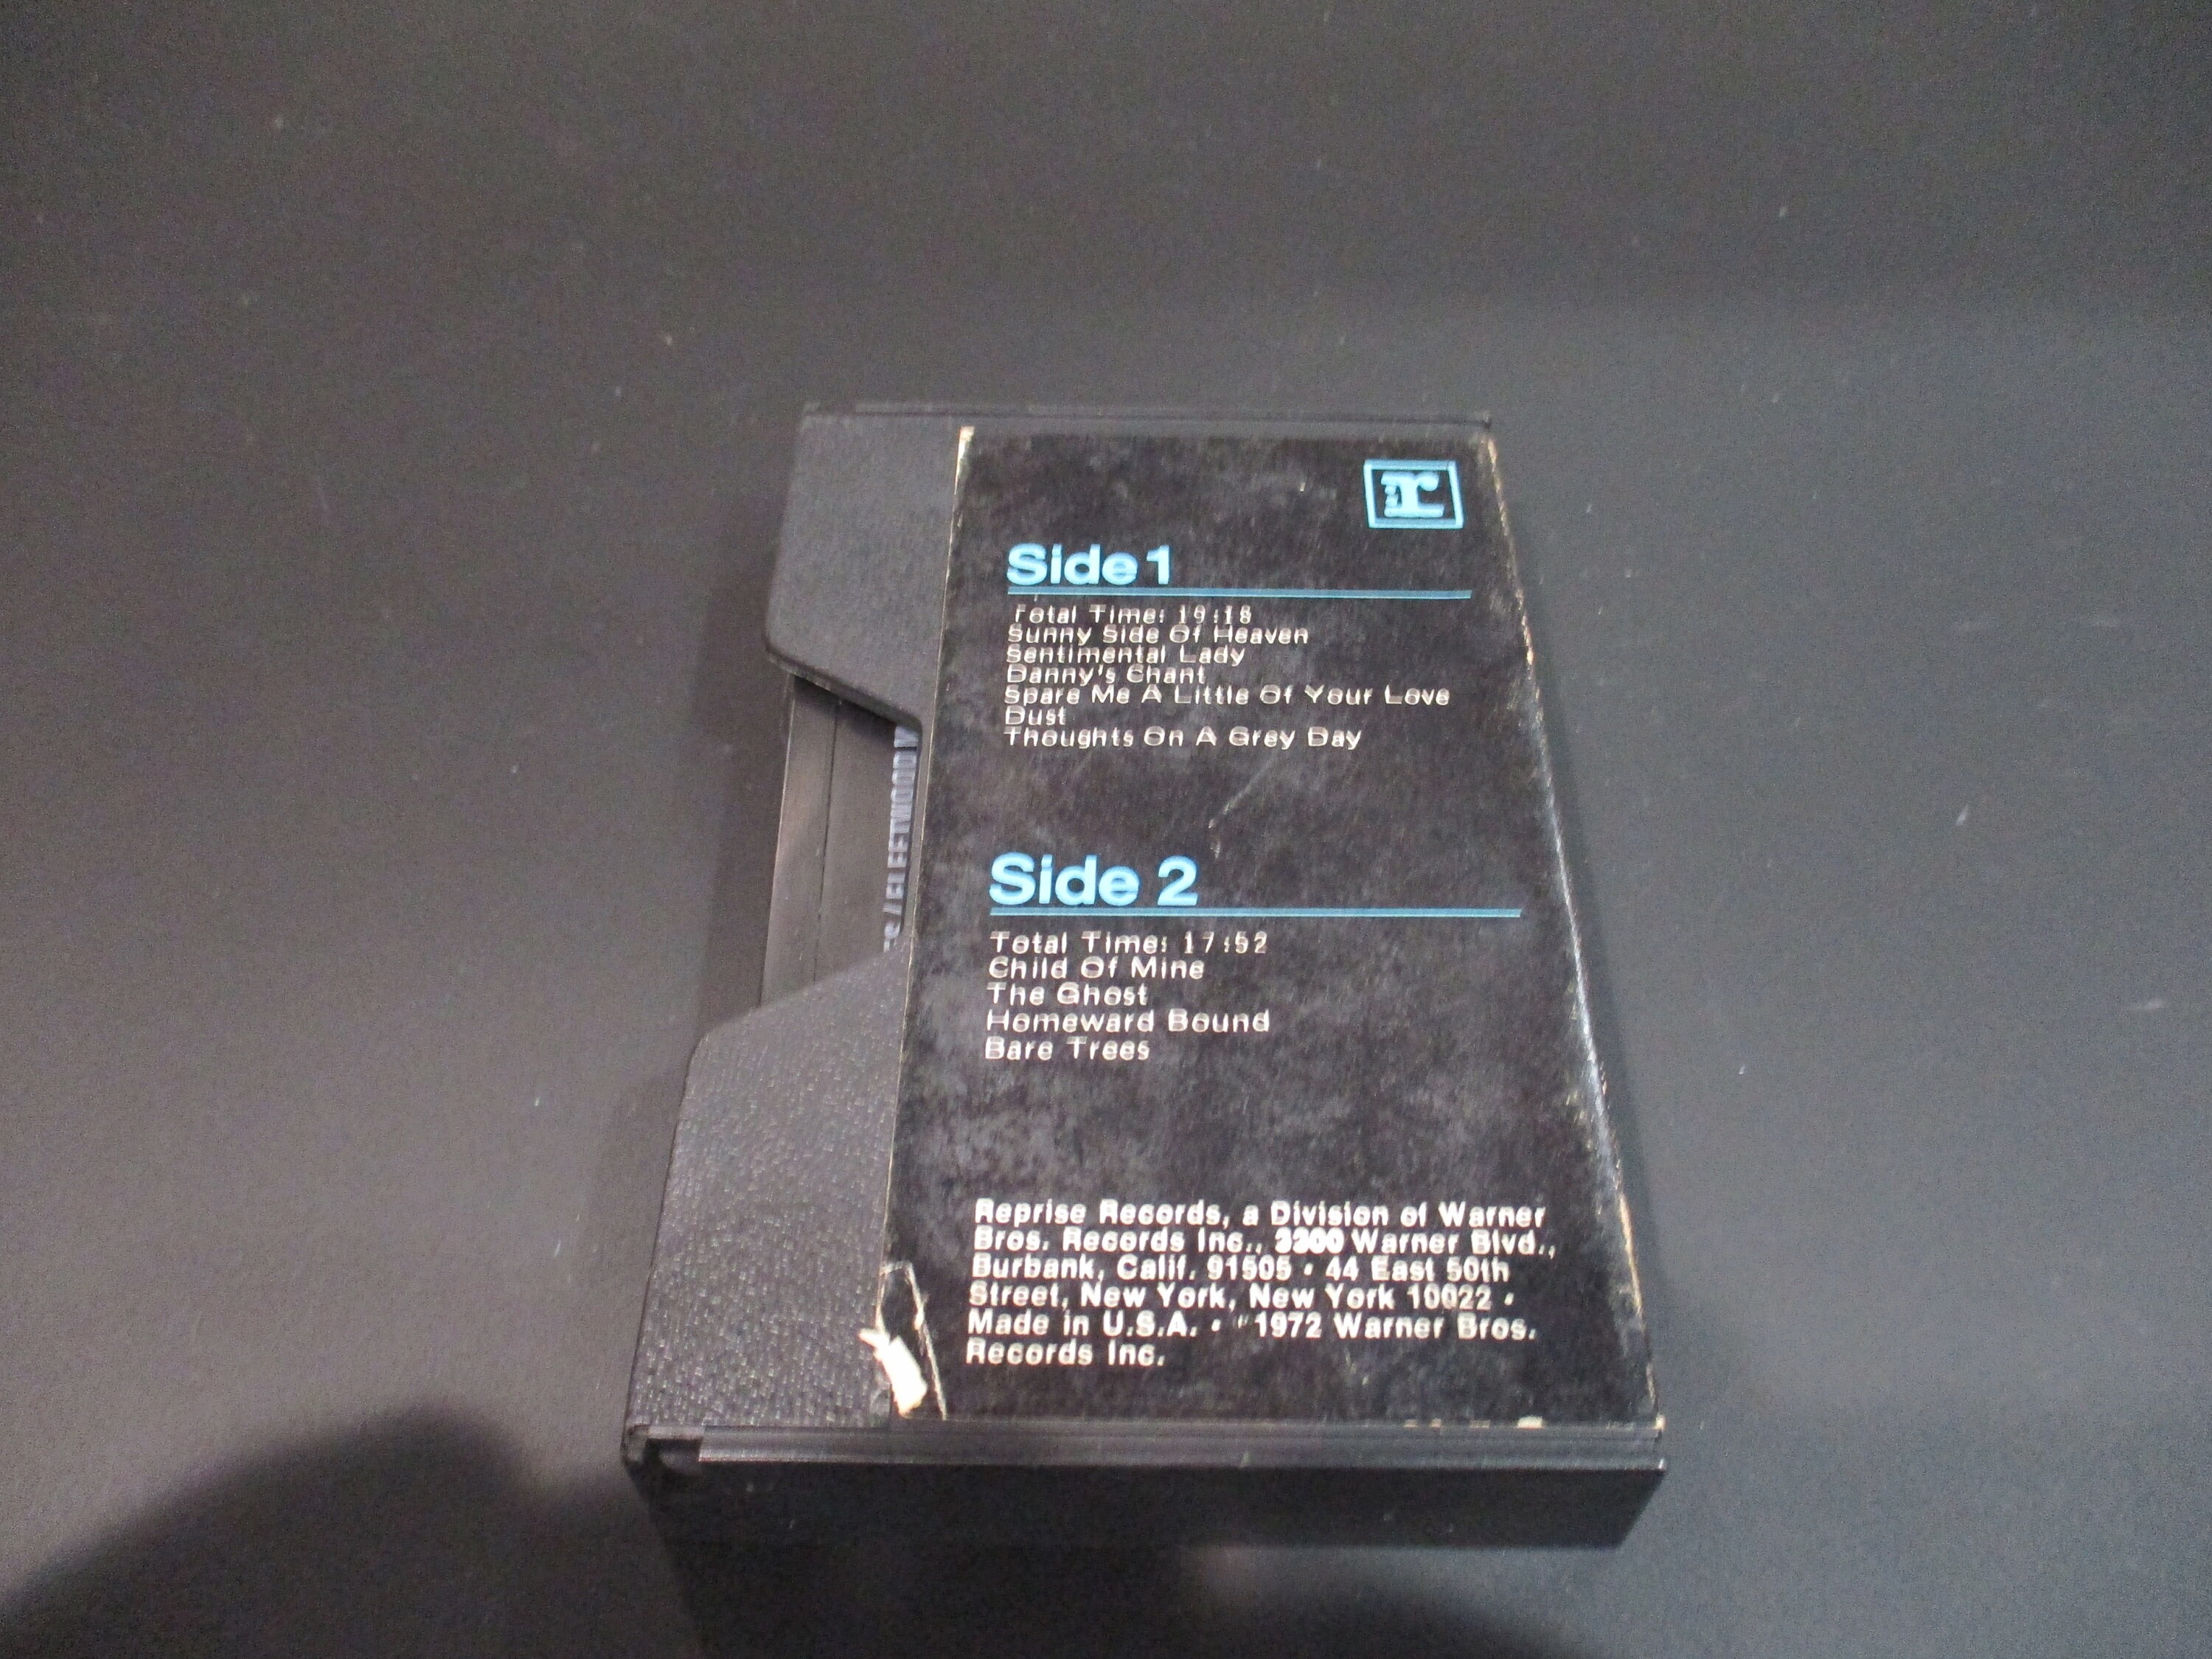 r
Side 1
Total Time: 19:18
Sunny Side Of Heaven
Sentimental Lady
Danny's Chant
Spare Me A Little Of Your Love
Dust
Thoughts On A Grey Day
Side 2
Total Time: 17:52
Child Of Mine
The Ghost
Homeward Bound
Bare Trees
Reprise Records, a Division of Warner
Bros. Records Inc., 3300 Warner Blvd.,
Burbank, Calif. 91505 • 44 East 50th
Street, New York, New York 10022 •
Made in U.S.A. • 1972 Warner Bros.
Records Inc.
/ FLEETWOOD